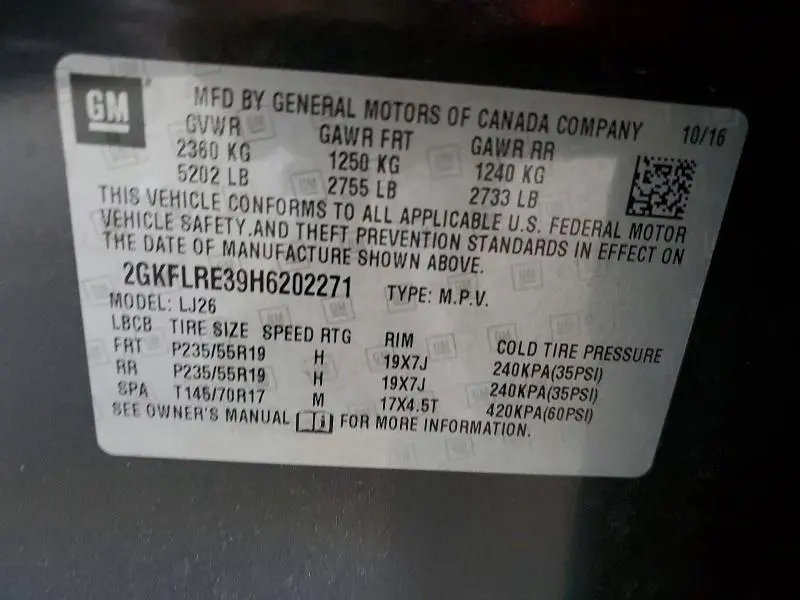 GM MFD BY GENERAL MOTORS OF CANADA COMPANY 10/16
GVWR GAWR FRT GAWR RR
2360 KG 1250 KG 1240 KG
5202 LB 2755 LB 2733 LB
THIS VEHICLE CONFORMS TO ALL APPLICABLE U.S. FEDERAL MOTOR
VEHICLE SAFETY,AND THEFT PREVENTION STANDARDS IN EFFECT ON
THE DATE OF MANUFACTURE SHOWN ABOVE.
2GKFLRE39H6202271 TYPE: M.P.V.
MODEL: LJ26
LBCB TIRE SIZE SPEED RTG RIM COLD TIRE PRESSURE
FRT P235/55R19 H 19X7J 240KPA(35PSI)
RR P235/55R19 H 19X7J 240KPA(35PSI)
SPA T145/70R17 M 17X4.5T 420KPA(60PSI)
SEE OWNER'S MANUAL FOR MORE INFORMATION.